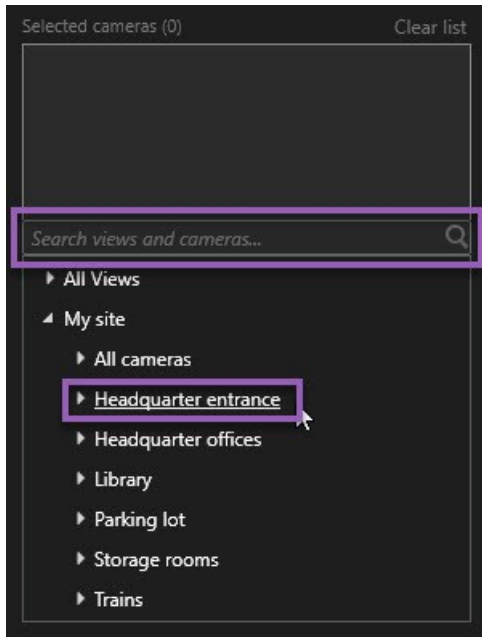 Selected cameras (0) Clear list
Search views and cameras...
All Views
My site
All cameras
Headquarter entrance
Headquarter offices
Library
Parking lot
Storage rooms
Trains